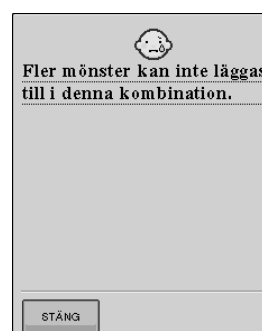 Fler mönster kan inte läggas
till i denna kombination.
STÄNG